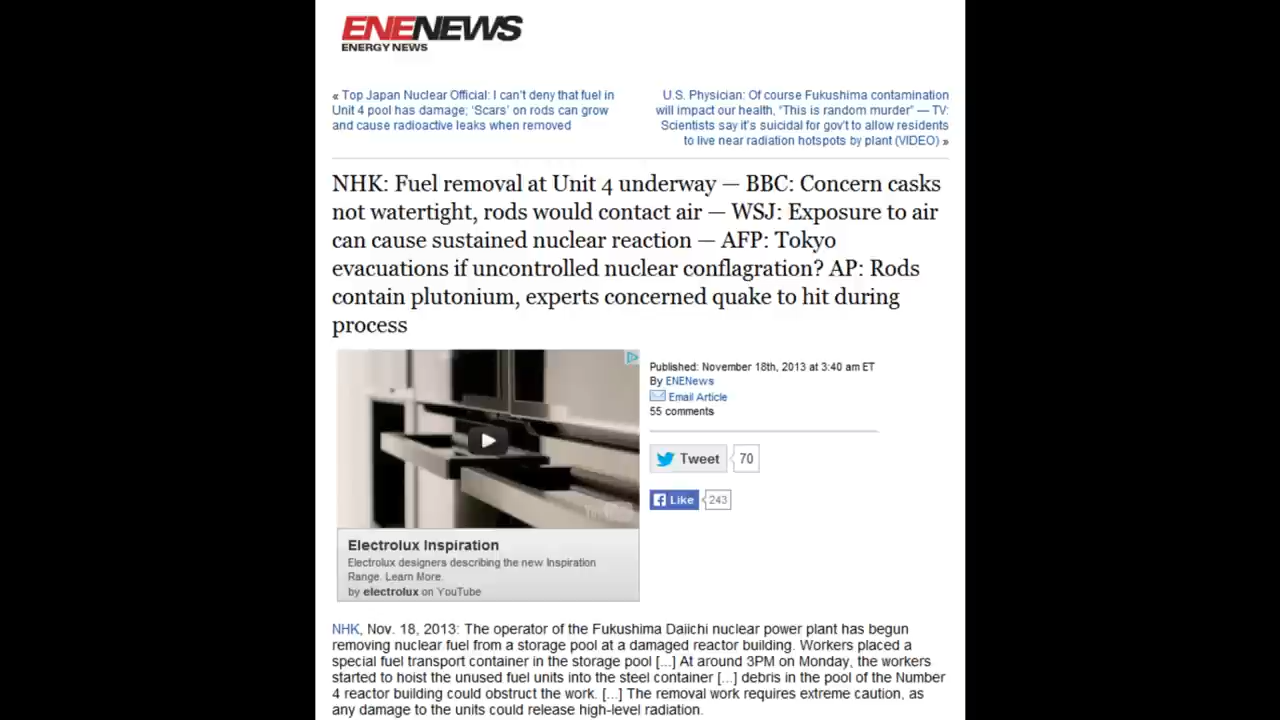 ENENEWS
ENERGY NEWS
« Top Japan Nuclear Official: I can't deny that fuel in
Unit 4 pool has damage; 'Scars' on rods can grow
and cause radioactive leaks when removed
U.S. Physician: Of course Fukushima contamination
will impact our health, “This is random murder” — TV:
Scientists say it's suicidal for gov't to allow residents
to live near radiation hotspots by plant (VIDEO) »
NHK: Fuel removal at Unit 4 underway — BBC: Concern casks
not watertight, rods would contact air — WSJ: Exposure to air
can cause sustained nuclear reaction — AFP: Tokyo
evacuations if uncontrolled nuclear conflagration? AP: Rods
contain plutonium, experts concerned quake to hit during
process
Published: November 18th, 2013 at 3:40 am ET
By ENENews
Email Article
55 comments
Tweet 70
Like 243
Electrolux Inspiration
Electrolux designers describing the new Inspiration
Range. Learn More.
by electrolux on YouTube
NHK, Nov. 18, 2013: The operator of the Fukushima Daiichi nuclear power plant has begun
removing nuclear fuel from a storage pool at a damaged reactor building. Workers placed a
special fuel transport container in the storage pool [...] At around 3PM on Monday, the workers
started to hoist the unused fuel units into the steel container [...] debris in the pool of the Number
4 reactor building could obstruct the work. [...] The removal work requires extreme caution, as
any damage to the units could release high-level radiation.